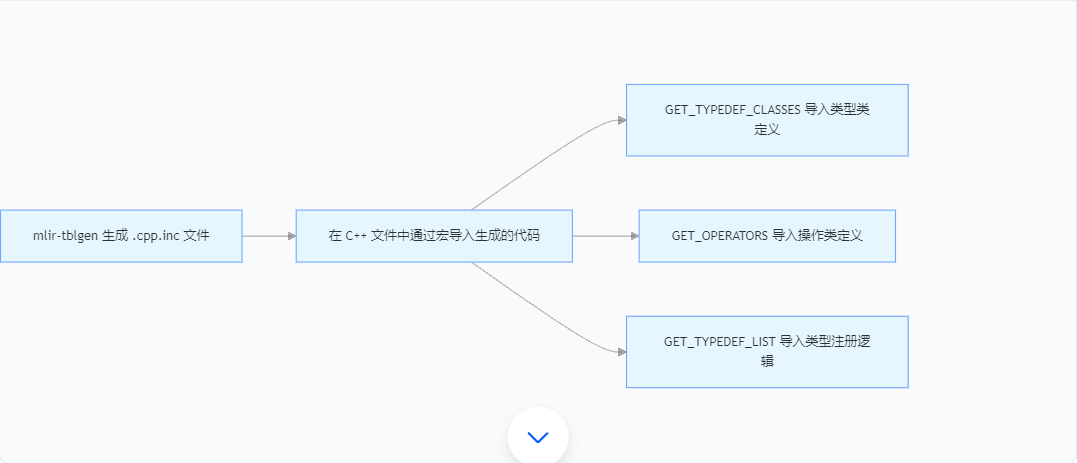 GET_TYPEDEF_CLASSES 导入类型类
定义
mlir-tblgen 生成 .cpp.inc 文件
在 C++ 文件中通过宏导入生成的代码
GET_OPERATORS 导入操作类定义
GET_TYPEDEF_LIST 导入类型注册逻
辑